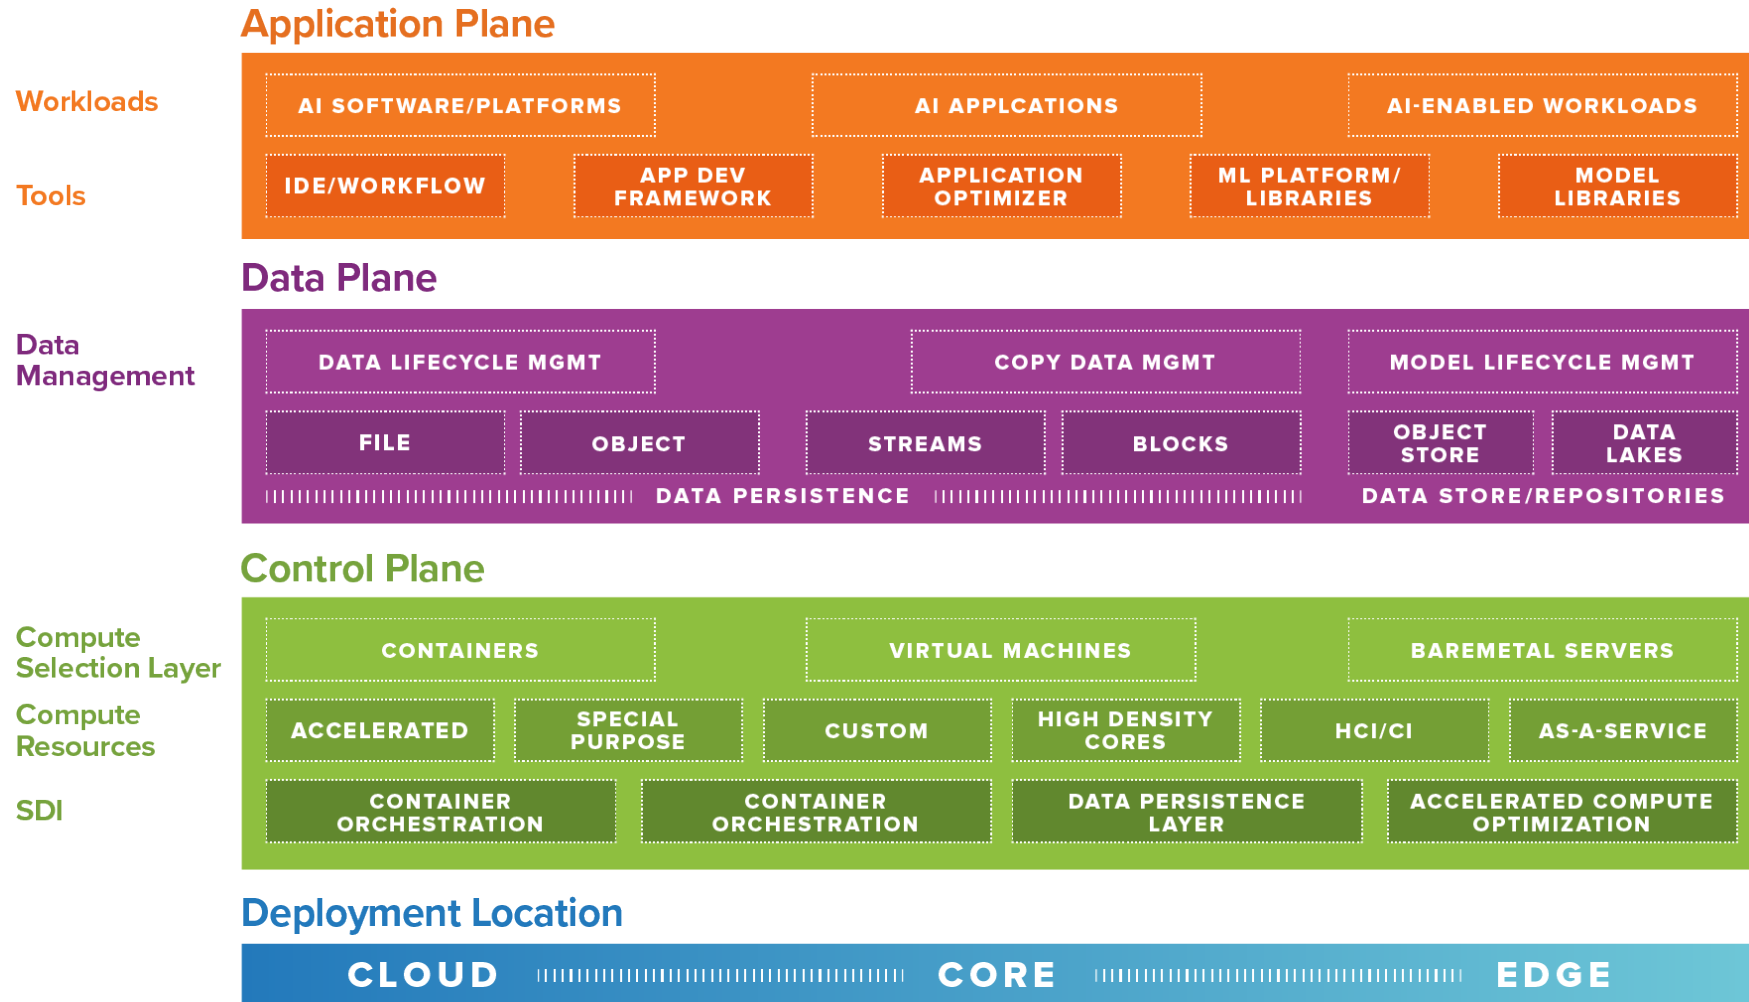 Application Plane
Workloads
AI SOFTWARE/PLATFORMS
AI APPLCATIONS
AI-ENABLED WORKLOADS
Tools
IDE/WORKFLOW
APP DEV
FRAMEWORK
APPLICATION
OPTIMIZER
ML PLATFORM/
LIBRARIES
MODEL
LIBRARIES
Data Plane
Data
Management
DATA LIFECYCLE MGMT
COPY DATA MGMT
MODEL LIFECYCLE MGMT
FILE
OBJECT
STREAMS
BLOCKS
OBJECT
STORE
DATA
LAKES
DATA PERSISTENCE
DATA STORE/REPOSITORIES
Control Plane
Compute
Selection Layer
CONTAINERS
VIRTUAL MACHINES
BAREMETAL SERVERS
Compute
Resources
ACCELERATED
SPECIAL
PURPOSE
CUSTOM
HIGH DENSITY
CORES
HCI/CI
AS-A-SERVICE
SDI
CONTAINER
ORCHESTRATION
CONTAINER
ORCHESTRATION
DATA PERSISTENCE
LAYER
ACCELERATED COMPUTE
OPTIMIZATION
Deployment Location
CLOUD
CORE
EDGE